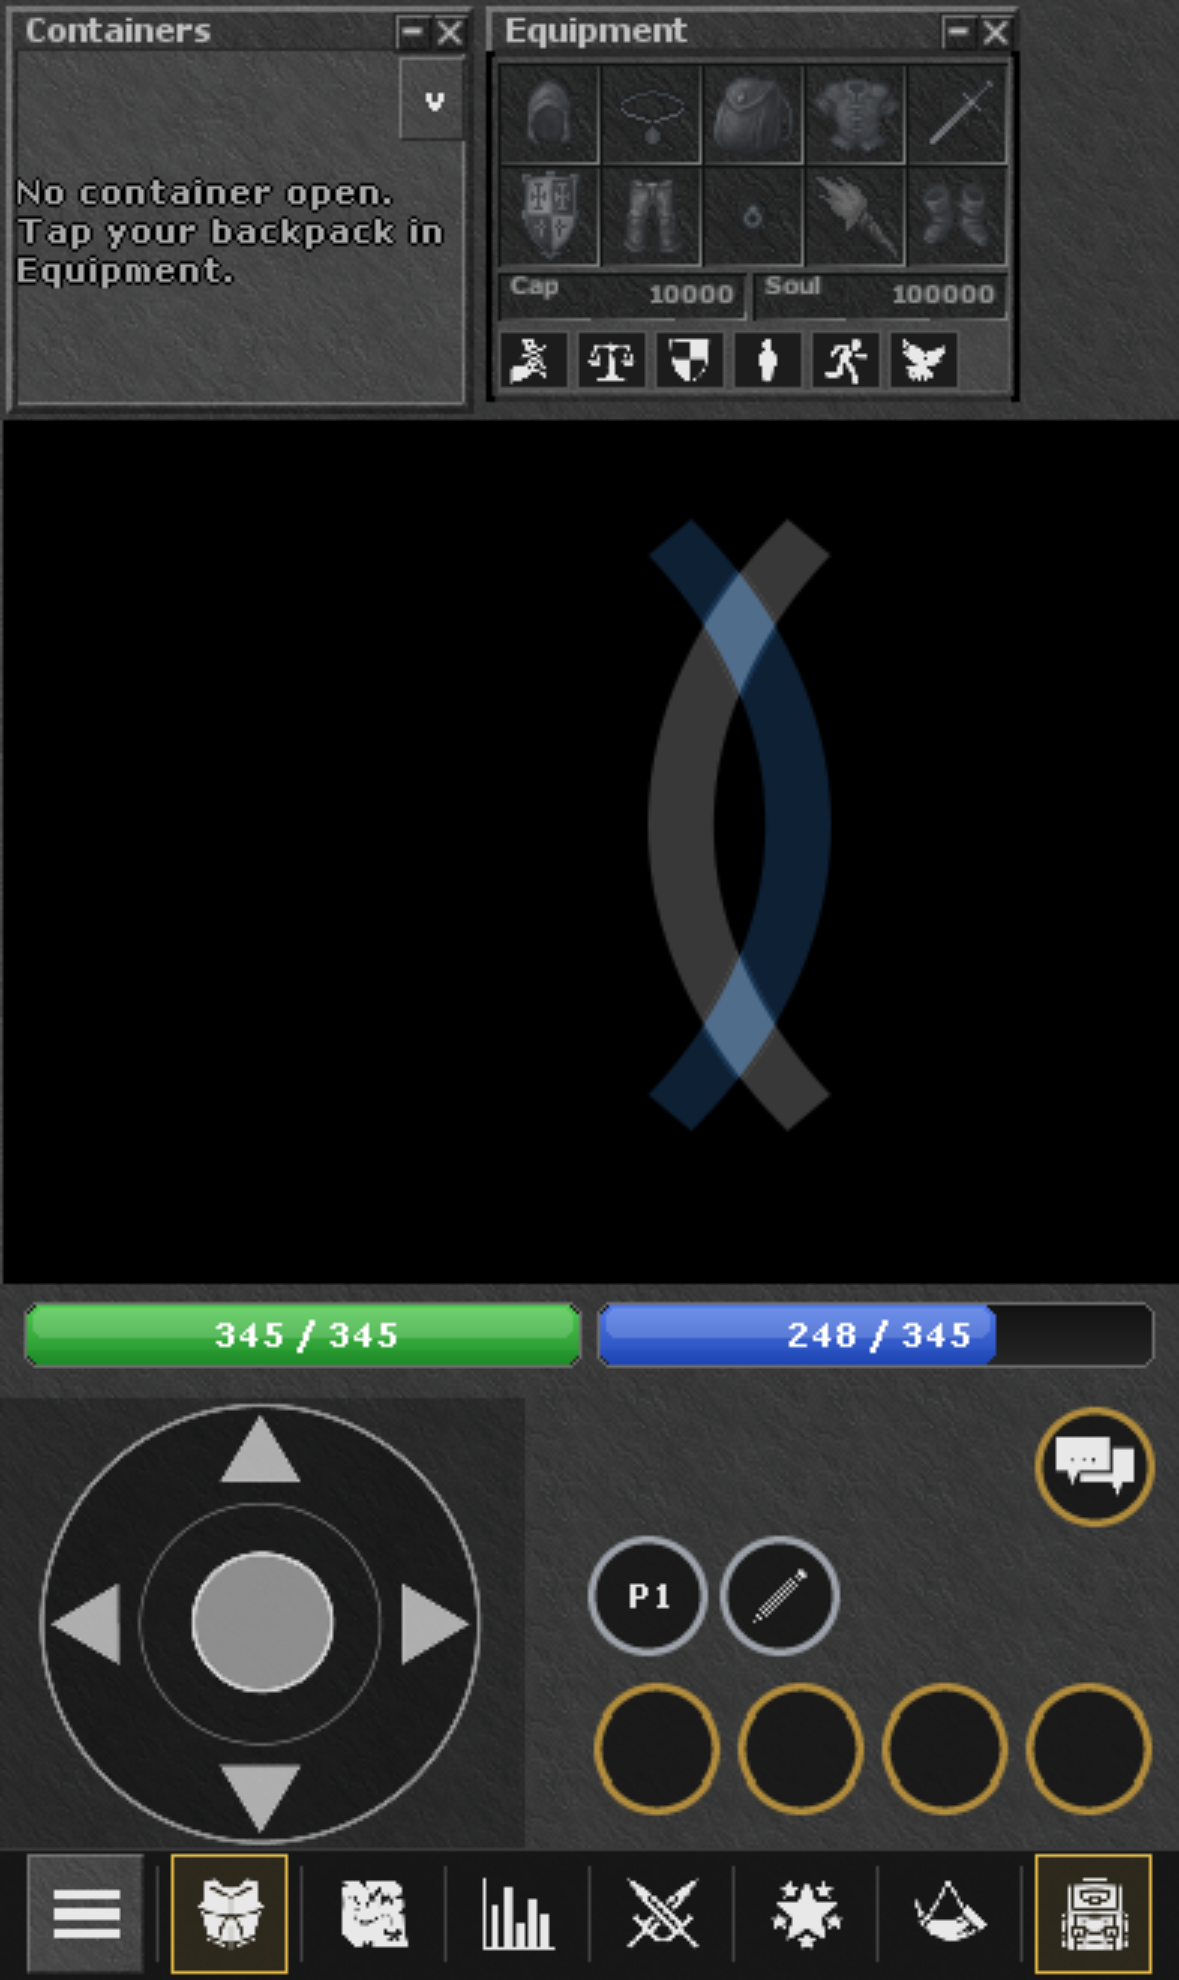 Containers
Equipment
v
No container open.
Tap your backpack in
Equipment.
Cap 10000 Soul 100000
345 / 345 248 / 345
P1